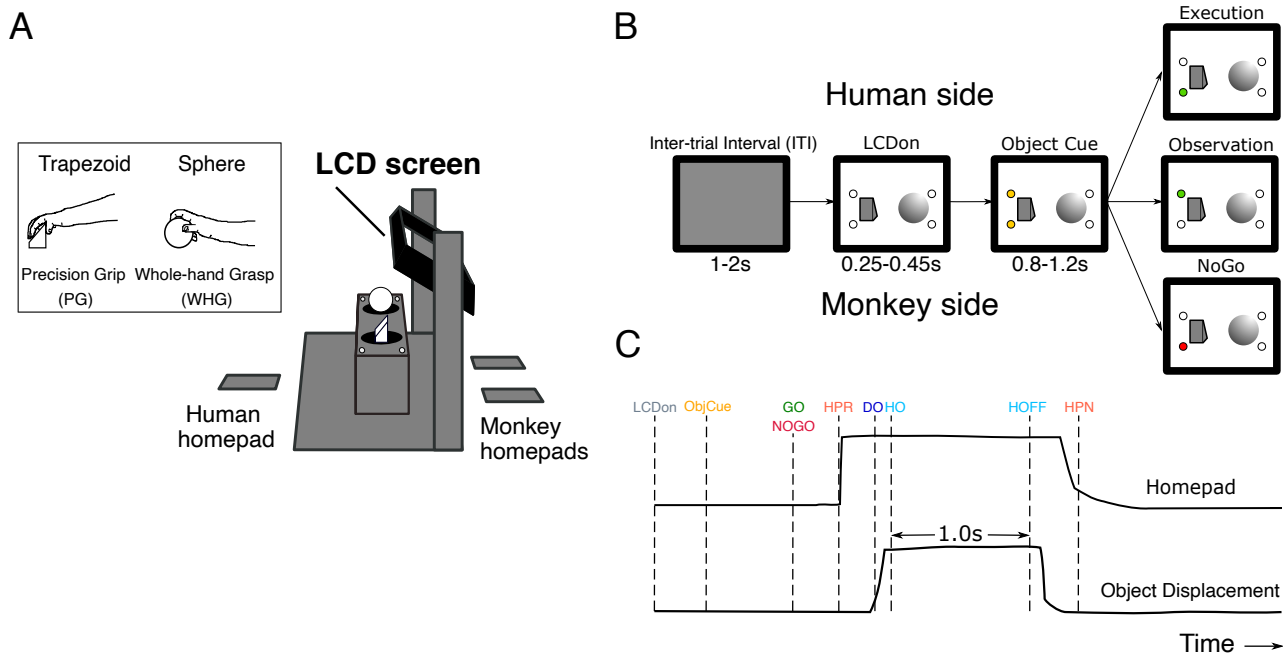 A
Trapezoid
Sphere
Precision Grip
(PG)
Whole-hand Grasp
(WHG)
LCD screen
Human
homepad
Monkey
homepads
B
Human side
Inter-trial Interval (ITI)
1-2s
LCDon
0.25-0.45s
Object Cue
0.8-1.2s
Monkey side
Execution
Observation
NoGo
C
LCDon
ObjCue
GO
NOGO
HPR
DO
HO
HOFF
HPN
Homepad
1.0s
Object Displacement
Time